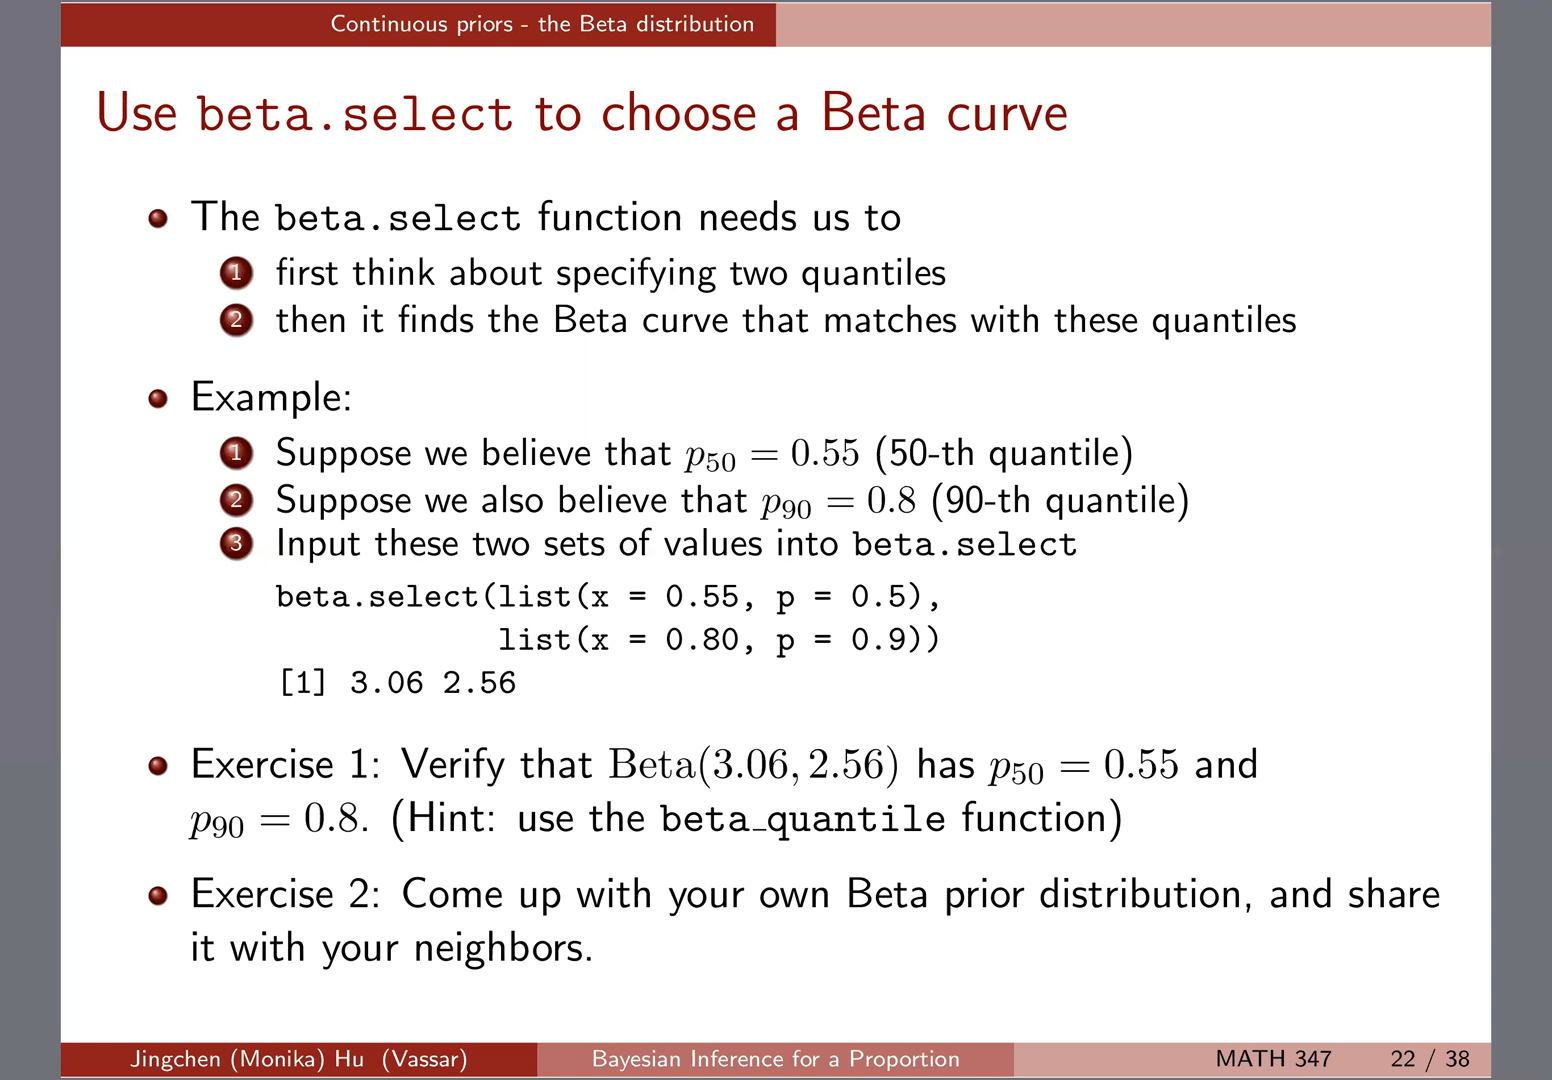 Continuous priors - the Beta distribution
Use beta.select to choose a Beta curve
The beta.select function needs us to
1 first think about specifying two quantiles
2 then it finds the Beta curve that matches with these quantiles
Example:
1 Suppose we believe that p50 = 0.55 (50-th quantile)
2 Suppose we also believe that p90 = 0.8 (90-th quantile)
3 Input these two sets of values into beta.select
beta.select(list(x = 0.55, p = 0.5),
list(x = 0.80, p = 0.9))
[1] 3.06 2.56
Exercise 1: Verify that Beta(3.06, 2.56) has p50 = 0.55 and
p90 = 0.8. (Hint: use the beta_quantile function)
Exercise 2: Come up with your own Beta prior distribution, and share
it with your neighbors.
Jingchen (Monika) Hu (Vassar) Bayesian Inference for a Proportion MATH 347 22 / 38